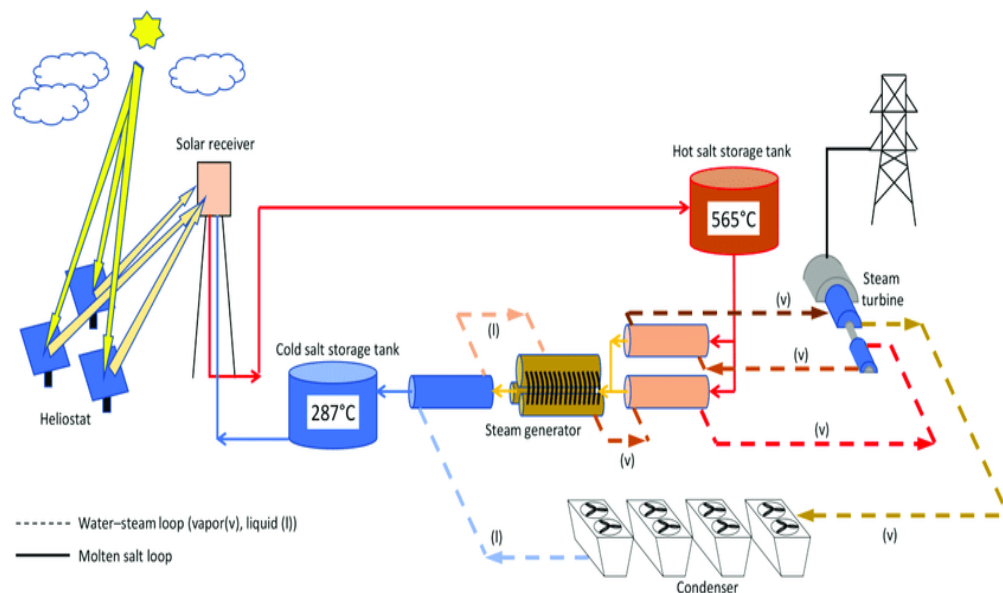 Solar receiver
Hot salt storage tank
565°C
Steam
turbine
(v)
(l)
(v)
Cold salt storage tank
287°C
Heliostat
Steam generator
(v)
(v)
Water–steam loop (vapor(v), liquid (l))
(v)
(l)
Molten salt loop
Condenser